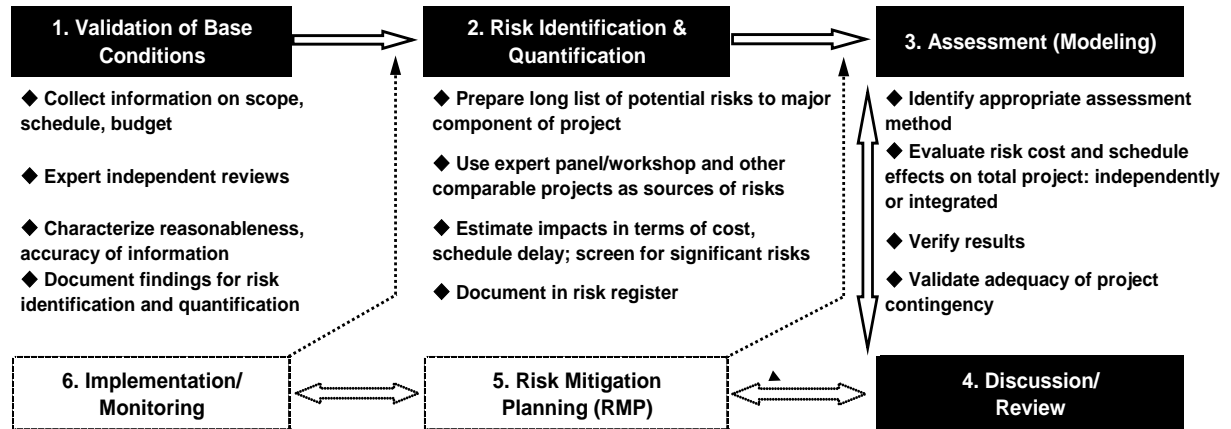 1. Validation of Base
Conditions
◆ Collect information on scope,
schedule, budget
◆ Expert independent reviews
◆ Characterize reasonableness,
accuracy of information
◆ Document findings for risk
identification and quantification
2. Risk Identification &
Quantification
◆ Prepare long list of potential risks to major
component of project
◆ Use expert panel/workshop and other
comparable projects as sources of risks
◆ Estimate impacts in terms of cost,
schedule delay; screen for significant risks
◆ Document in risk register
3. Assessment (Modeling)
◆ Identify appropriate assessment
method
◆ Evaluate risk cost and schedule
effects on total project: independently
or integrated
◆ Verify results
◆ Validate adequacy of project
contingency
6. Implementation/
Monitoring
5. Risk Mitigation
Planning (RMP)
4. Discussion/
Review